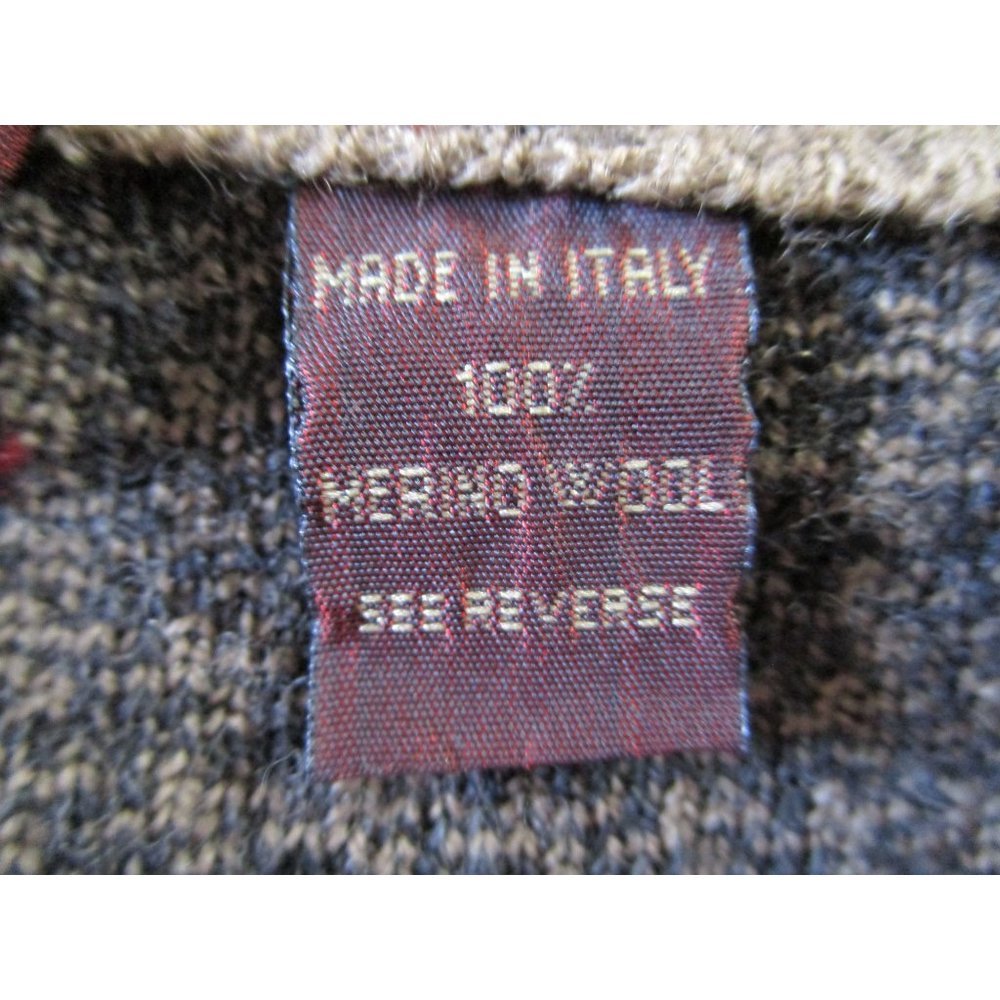 MADE IN ITALY
100%
MERINO WOOL
SEE REVERSE